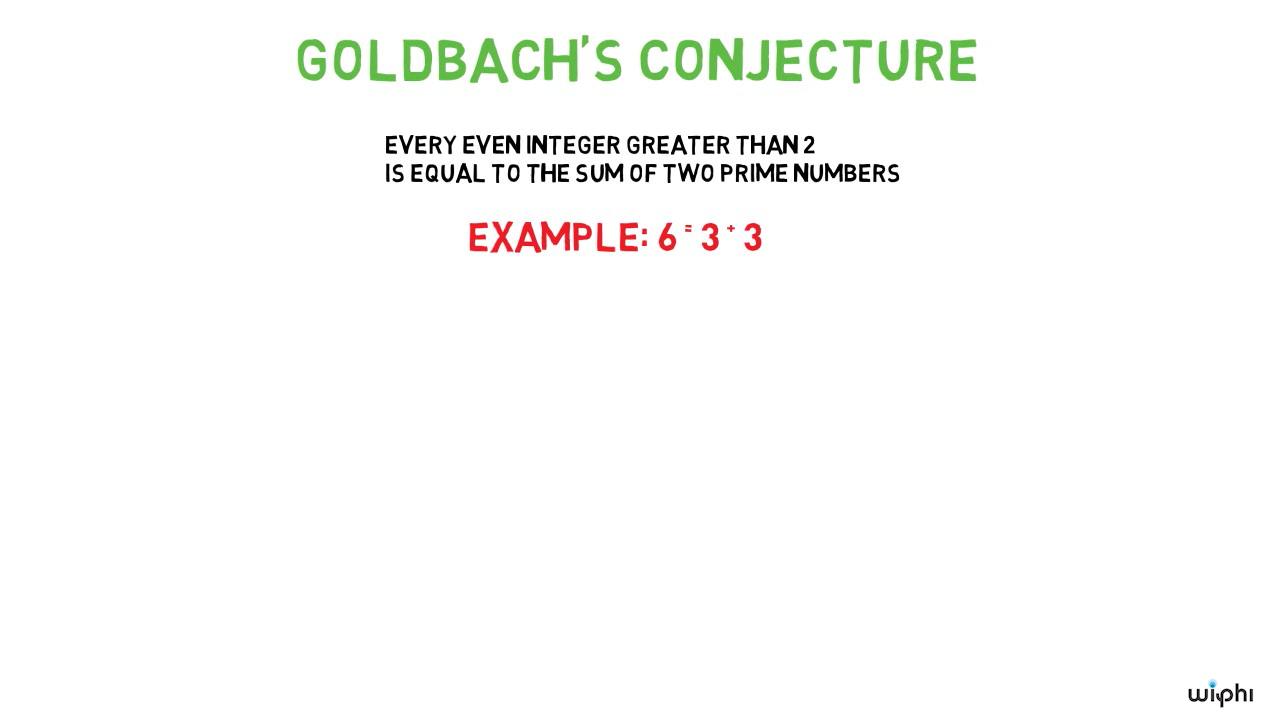 GOLDBACH'S CONJECTURE
EVERY EVEN INTEGER GREATER THAN 2
IS EQUAL TO THE SUM OF TWO PRIME NUMBERS
EXAMPLE: 6 = 3 + 3
wiphi